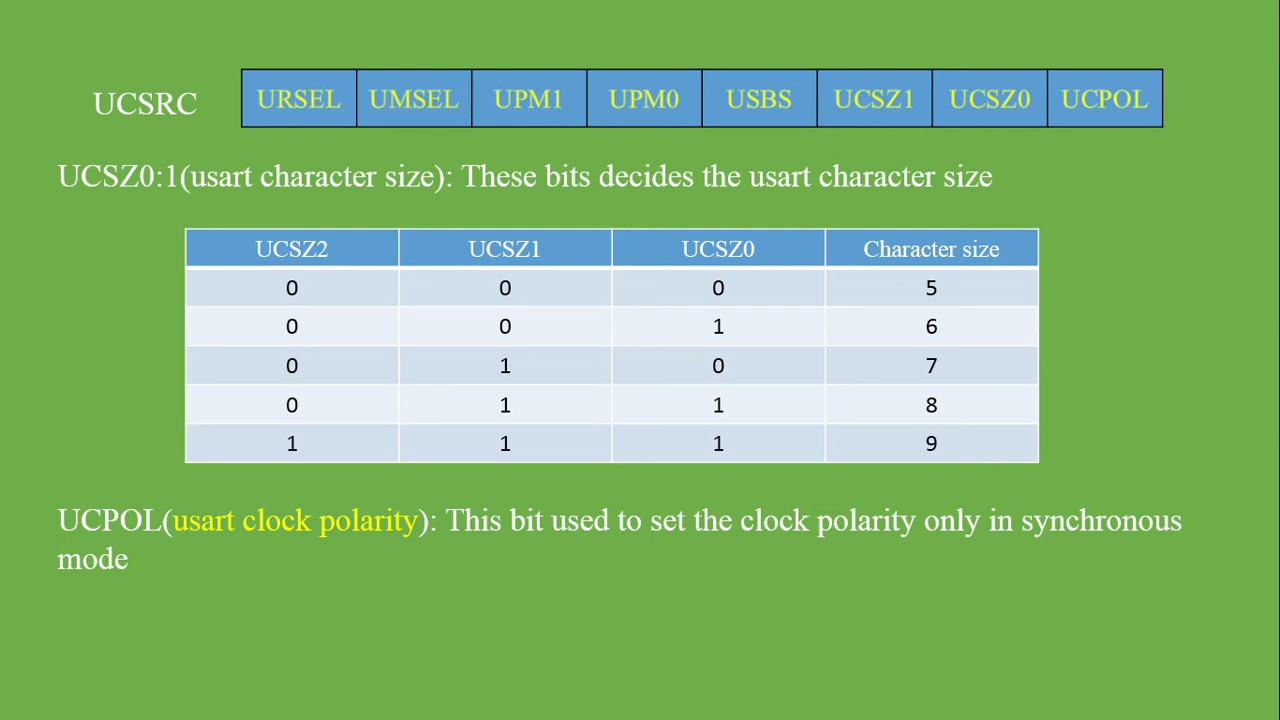 UCSRC URSEL UMSEL UPM1 UPM0 USBS UCSZ1 UCSZ0 UCPOL
UCSZ0:1(usart character size): These bits decides the usart character size
UCSZ2 UCSZ1 UCSZ0 Character size
0 0 0 5
0 0 1 6
0 1 0 7
0 1 1 8
1 1 1 9
UCPOL(usart clock polarity): This bit used to set the clock polarity only in synchronous
mode